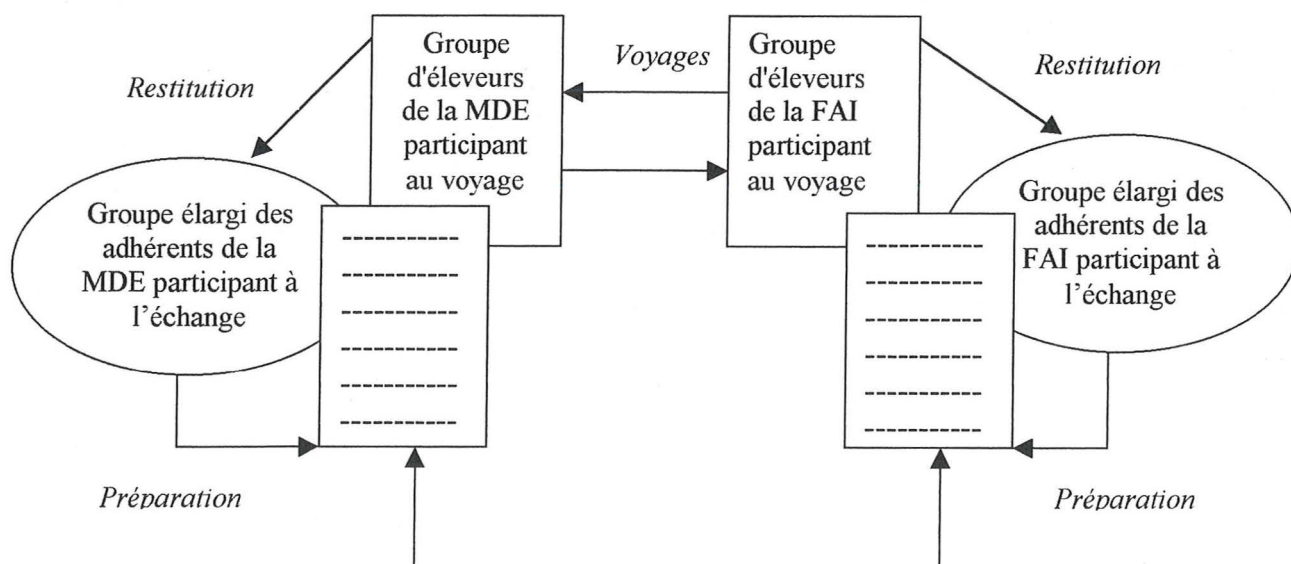 Groupe
d'éleveurs
de la MDE
participant
au voyage
Voyages
Groupe
d'éleveurs
de la FAI
participant
au voyage
Restitution
Restitution
Groupe élargi des
adhérents de la
MDE participant à
l'échange
Groupe élargi des
adhérents de la
FAI participant à
l'échange
Préparation
Préparation